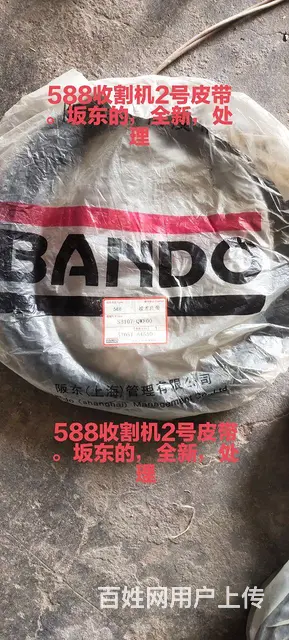 588收割机2号皮带
。坂东的，全新，处
理
BANDO
588
阪东(上海)管理有限公司
588收割机2号皮带
。坂东的，全新，处
理
百姓网用户上传